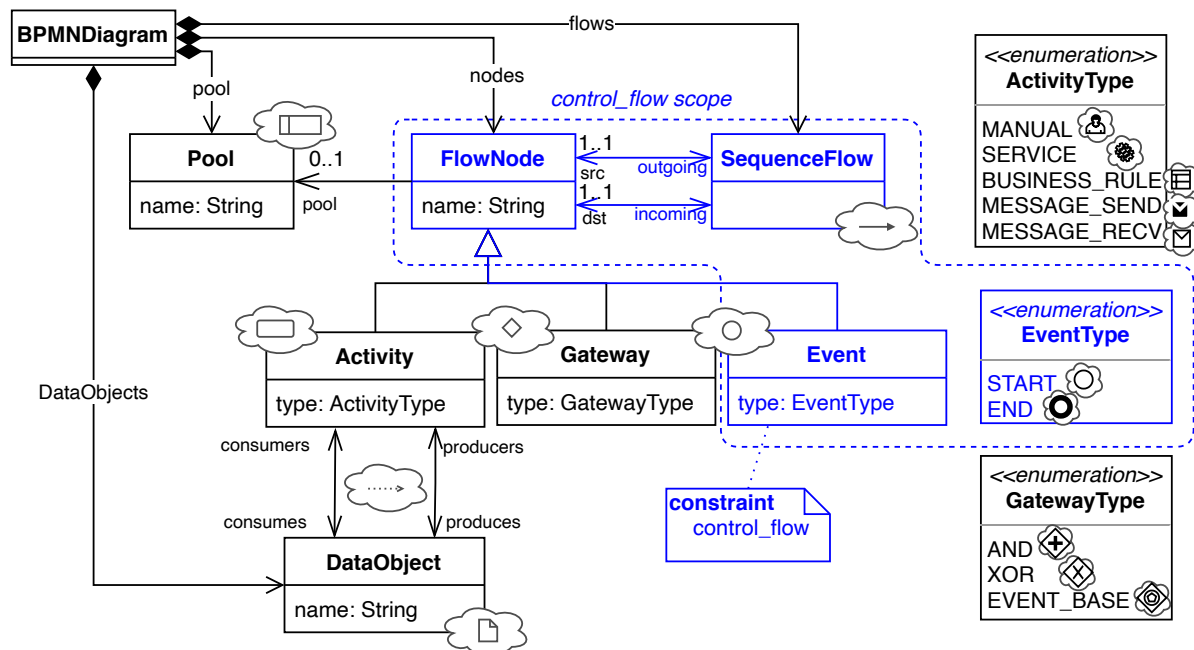 BPMNDiagram
flows
pool
nodes
control_flow scope
Pool
name: String
0..1
pool
FlowNode
name: String
1..1
src
outgoing
1..1
dst
incoming
SequenceFlow
<<enumeration>>
ActivityType
MANUAL
SERVICE
BUSINESS_RULE
MESSAGE_SEND
MESSAGE_RECV
Activity
type: ActivityType
Gateway
type: GatewayType
Event
type: EventType
<<enumeration>>
EventType
START
END
DataObjects
consumers
producers
consumes
produces
constraint
control_flow
DataObject
name: String
<<enumeration>>
GatewayType
AND
XOR
EVENT_BASE